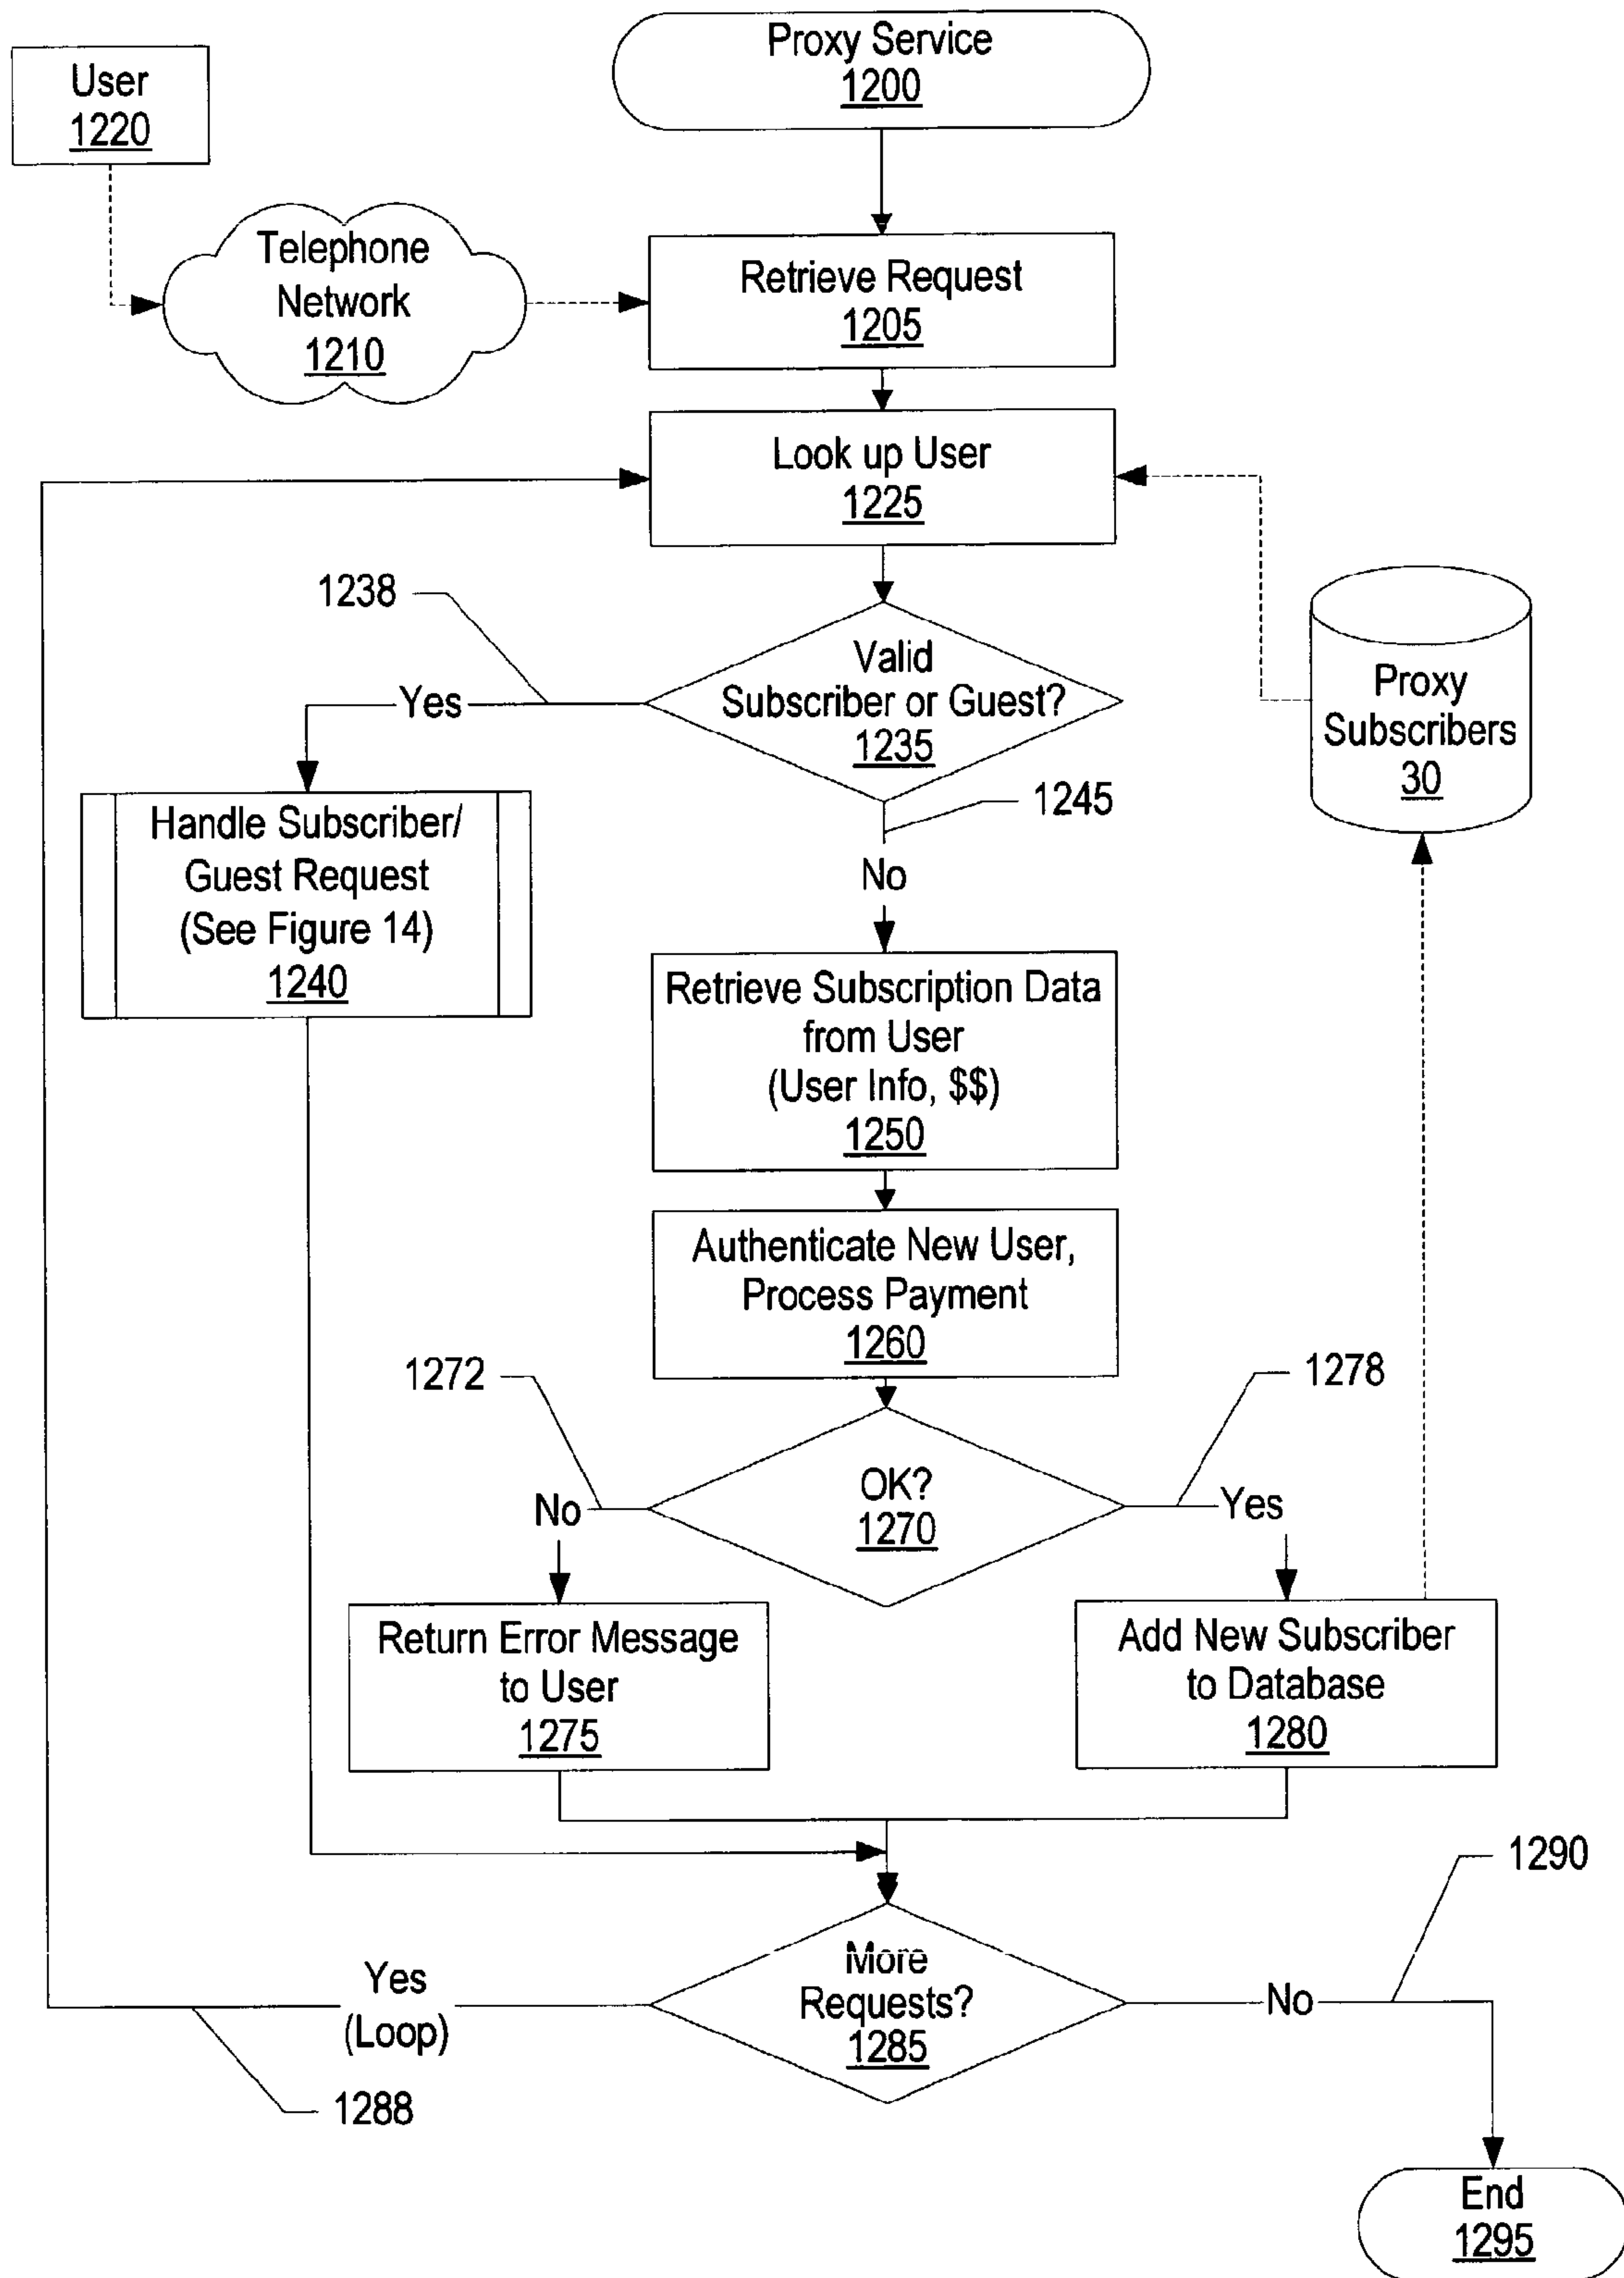 Proxy Service
1200
User
1220
Telephone
Network
1210
Retrieve Request
1205
Look up User
1225
1238
Valid
Subscriber or Guest?
1235
Yes
Proxy
Subscribers
30
1245
Handle Subscriber/
Guest Request
(See Figure 14)
1240
No
Retrieve Subscription Data
from User
(User Info, $$)
1250
Authenticate New User,
Process Payment
1260
1272
1278
OK?
1270
No
Yes
Return Error Message
to User
1275
Add New Subscriber
to Database
1280
1290
More
Requests?
1285
Yes
(Loop)
No
1288
End
1295